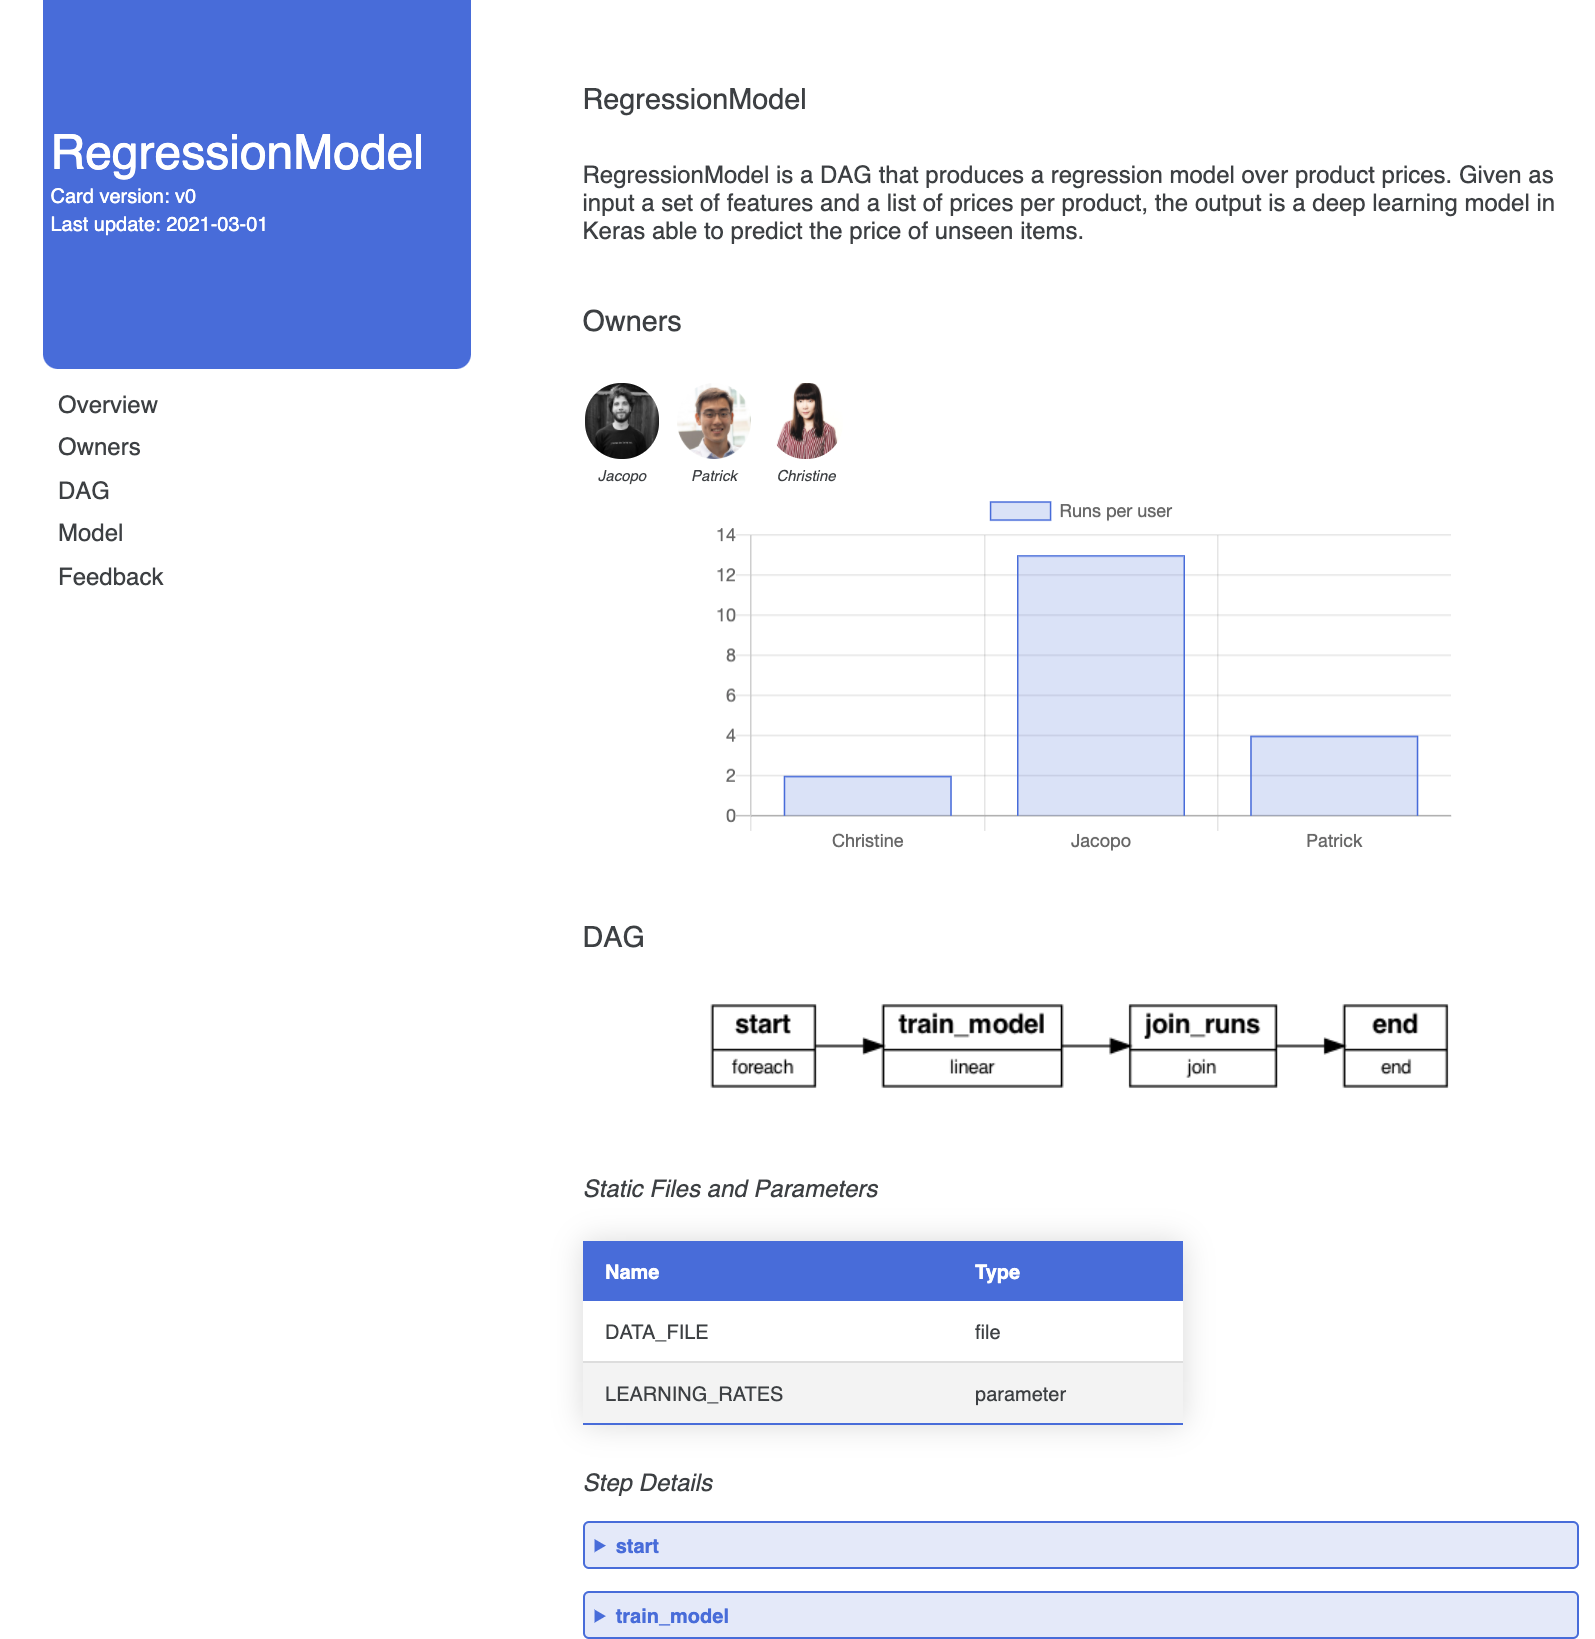 RegressionModel
Card version: v0
Last update: 2021-03-01
Overview
Owners
DAG
Model
Feedback
RegressionModel
RegressionModel is a DAG that produces a regression model over product prices. Given as
input a set of features and a list of prices per product, the output is a deep learning model in
Keras able to predict the price of unseen items.
Owners
Jacopo Patrick Christine
Runs per user
14
12
10
8
6
4
2
0
Christine Jacopo Patrick
DAG
start train_model join_runs end
foreach linear join end
Static Files and Parameters
Name Type
DATA_FILE file
LEARNING_RATES parameter
Step Details
start
train_model